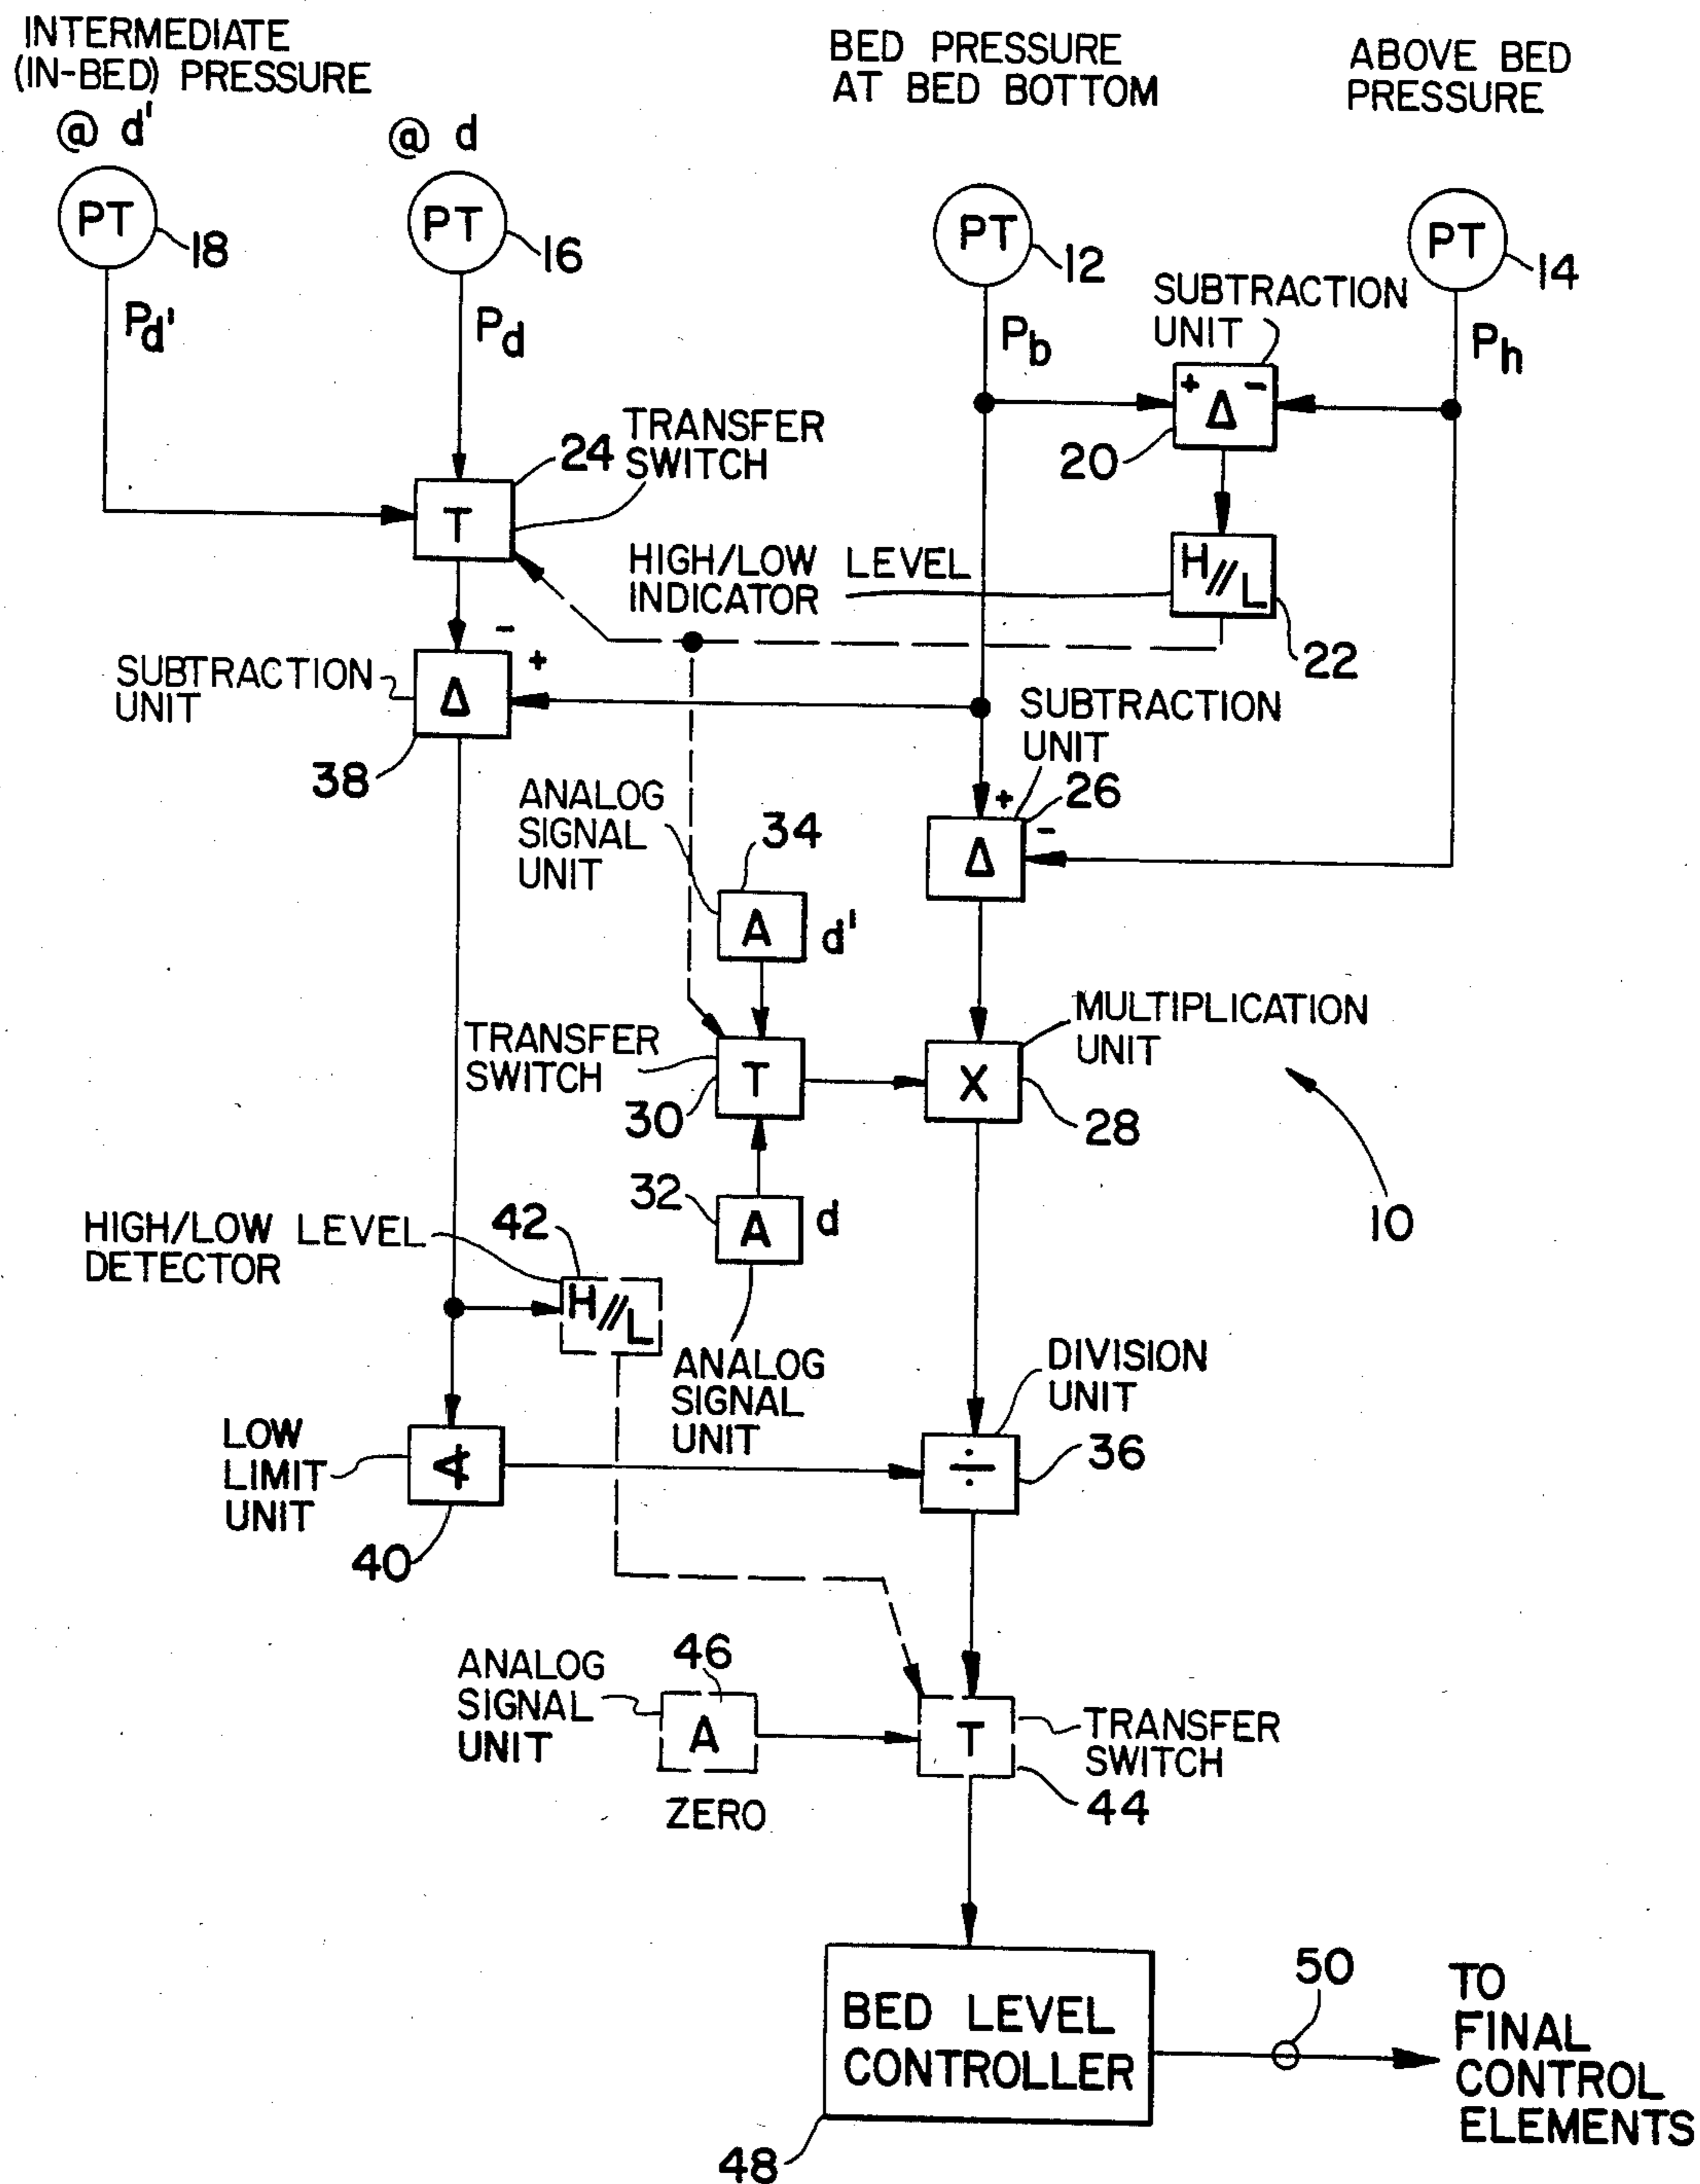 INTERMEDIATE
(IN-BED) PRESSURE
@ d'
@ d
BED PRESSURE
AT BED BOTTOM
ABOVE BED
PRESSURE
PT
18
PT
16
PT
12
PT
14
Pd'
Pd
Pb
Ph
SUBTRACTION
UNIT
+ Δ -
20
24
TRANSFER
SWITCH
T
HIGH/LOW LEVEL
INDICATOR
H//L
22
SUBTRACTION
UNIT
- +
Δ
38
SUBTRACTION
UNIT
26
+ -
Δ
ANALOG
SIGNAL
UNIT
34
A d'
TRANSFER
SWITCH
T
30
MULTIPLICATION
UNIT
X
28
10
32
A d
ANALOG
SIGNAL
UNIT
HIGH/LOW LEVEL
DETECTOR
42
H//L
LOW
LIMIT
UNIT
∢
40
DIVISION
UNIT
÷
36
ANALOG
SIGNAL
UNIT
46
A
ZERO
T
TRANSFER
SWITCH
44
BED LEVEL
CONTROLLER
48
50
TO
FINAL
CONTROL
ELEMENTS